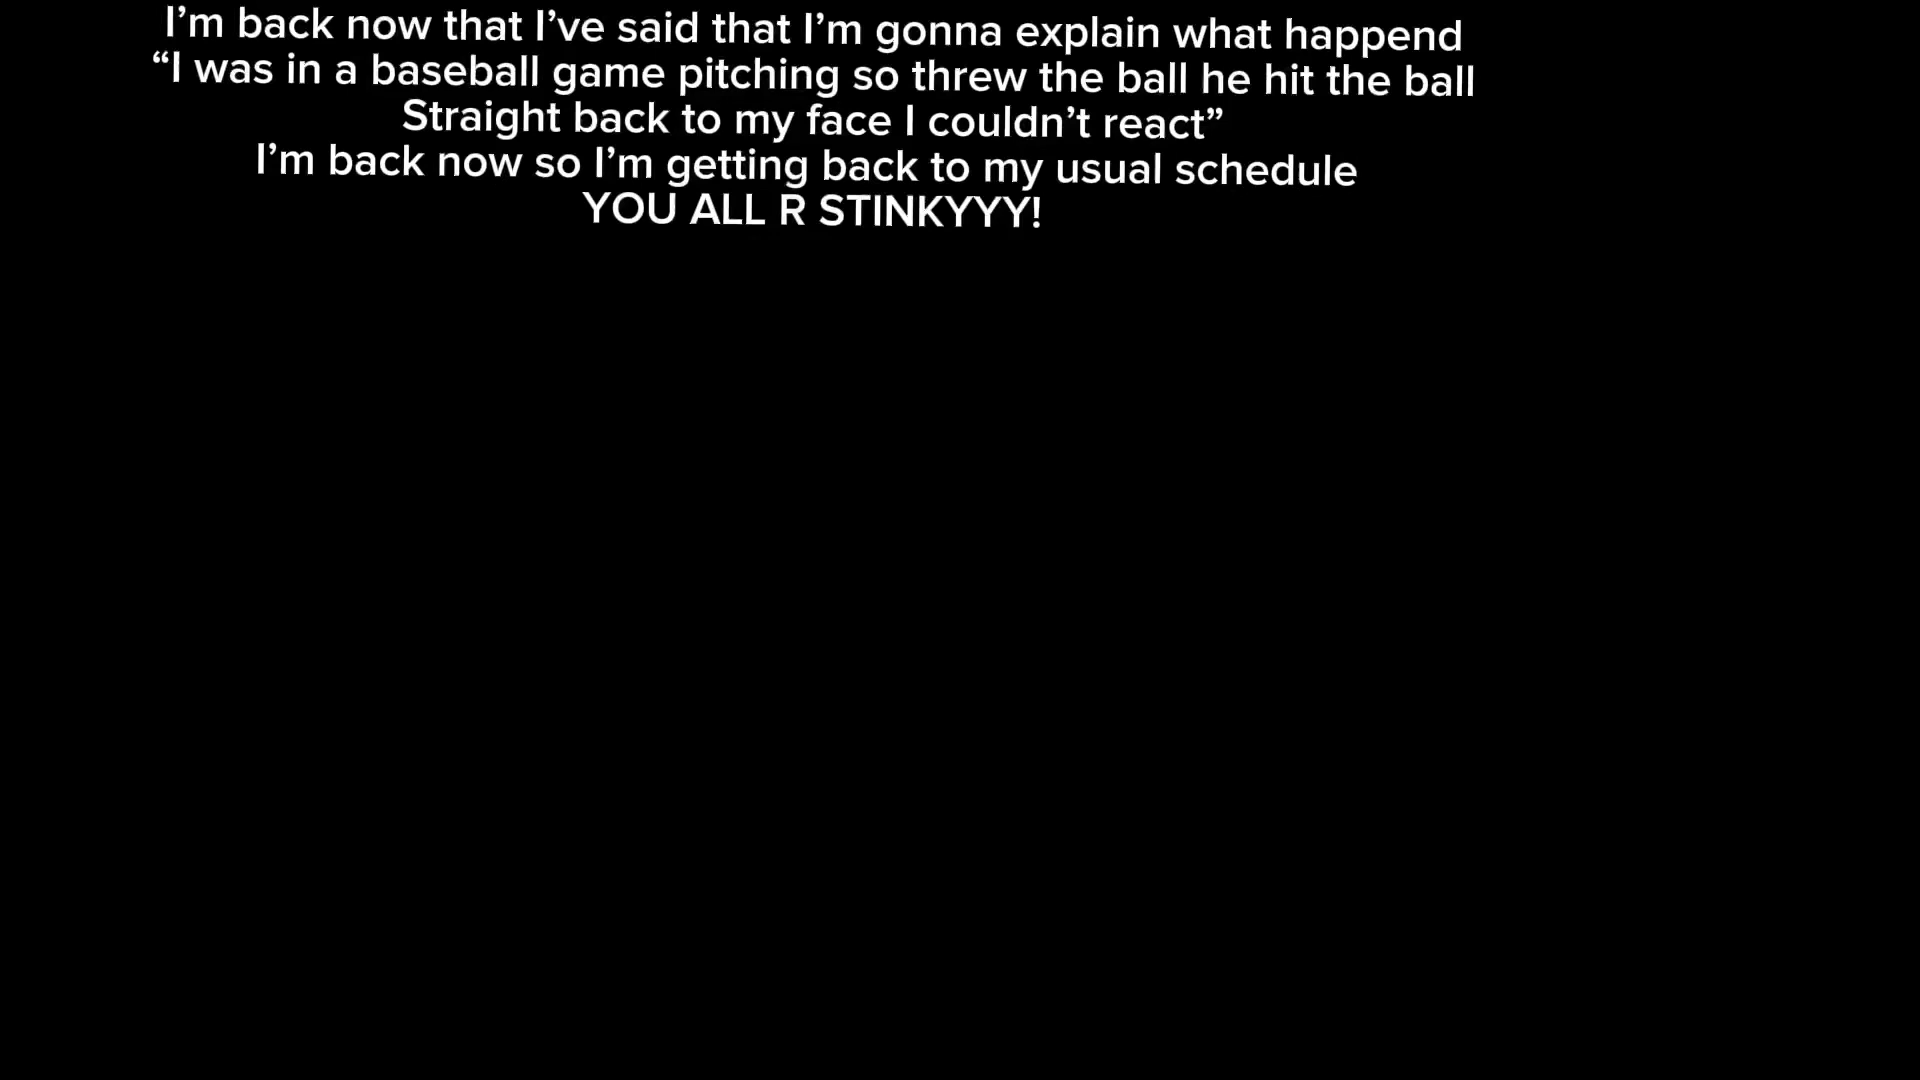 I’m back now that I’ve said that I’m gonna explain what happend
“I was in a baseball game pitching so threw the ball he hit the ball
Straight back to my face I couldn’t react”
I’m back now so I’m getting back to my usual schedule
YOU ALL R STINKYYY!